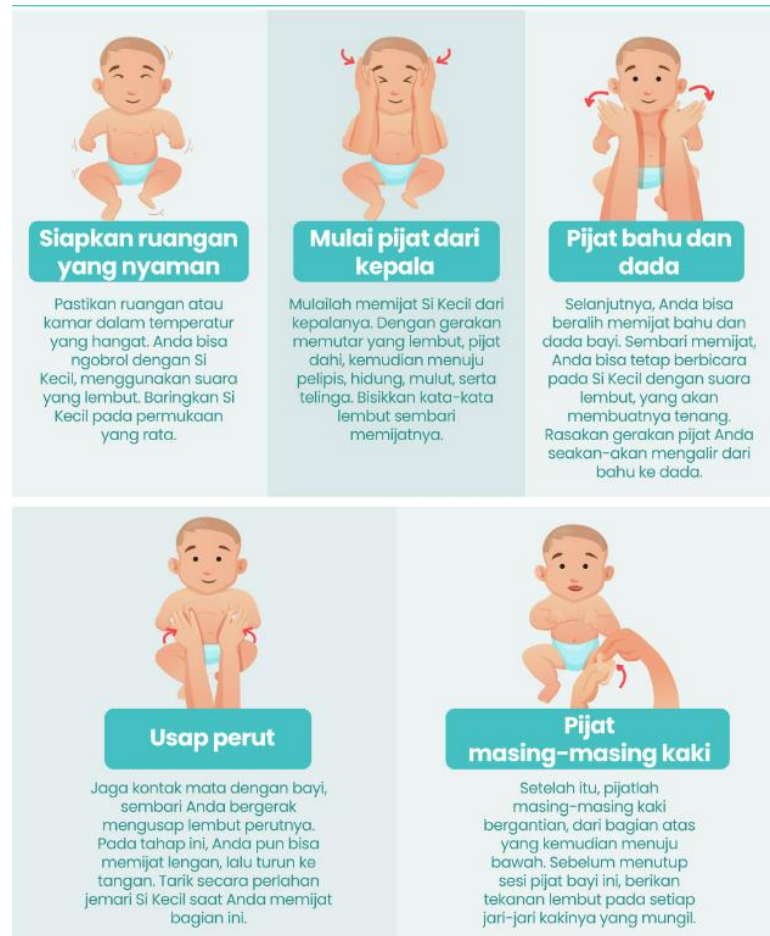 Siapkan ruangan
yang nyaman
Pastikan ruangan atau
kamar dalam temperatur
yang hangat. Anda bisa
ngobrol dengan Si
Kecil, menggunakan suara
yang lembut. Baringkan Si
Kecil pada permukaan
yang rata.
Mulai pijat dari
kepala
Mulailah memijat Si Kecil dari
kepalanya. Dengan gerakan
memutar yang lembut, pijat
dahi, kemudian menuju
pelipis, hidung, mulut, serta
telinga. Bisikkan kata-kata
lembut sembari
memijatnya.
Pijat bahu dan
dada
Selanjutnya, Anda bisa
beralih memijat bahu dan
dada bayi. Sembari memijat,
Anda bisa tetap berbicara
pada Si Kecil dengan suara
lembut, yang akan
membuatnya tenang.
Rasakan gerakan pijat Anda
seakan-akan mengalir dari
bahu ke dada.
Usap perut
Jaga kontak mata dengan bayi,
sembari Anda bergerak
mengusap lembut perutnya.
Pada tahap ini, Anda pun bisa
memijat lengan, lalu turun ke
tangan. Tarik secara perlahan
jemari Si Kecil saat Anda memijat
bagian ini.
Pijat
masing-masing kaki
Setelah itu, pijatlah
masing-masing kaki
bergantian, dari bagian atas
yang kemudian menuju
bawah. Sebelum menutup
sesi pijat bayi ini, berikan
tekanan lembut pada setiap
jari-jari kakinya yang mungil.